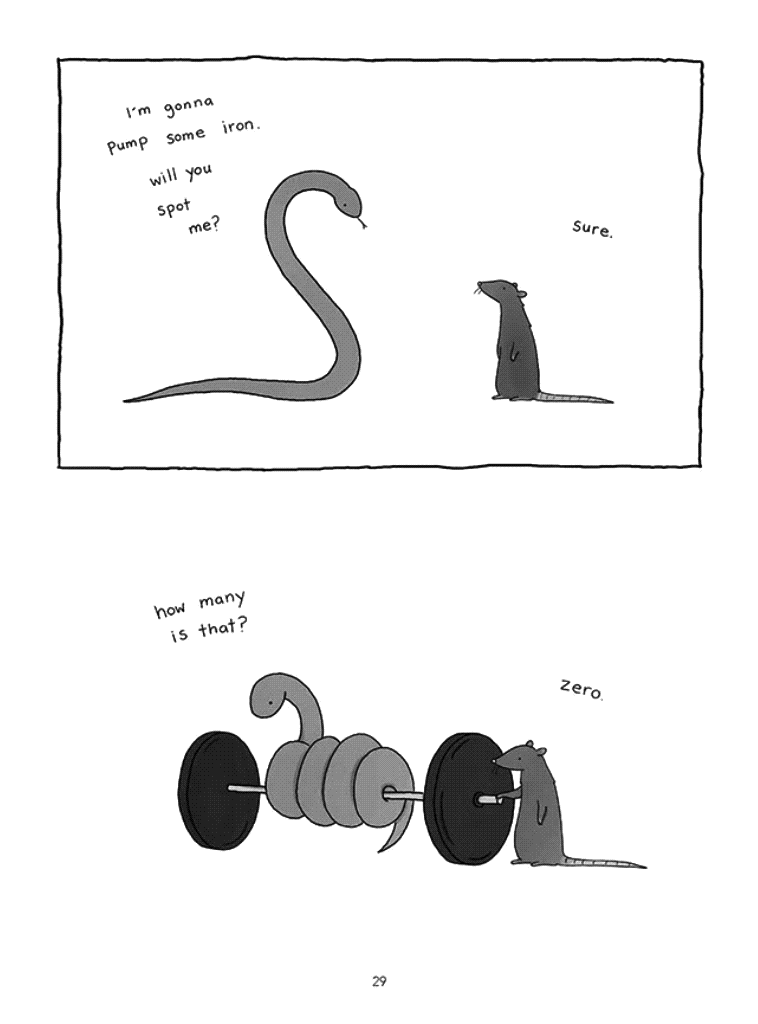 I'm gonna
pump some iron.
will you
spot
me?
sure.
how many
is that?
zero.
29